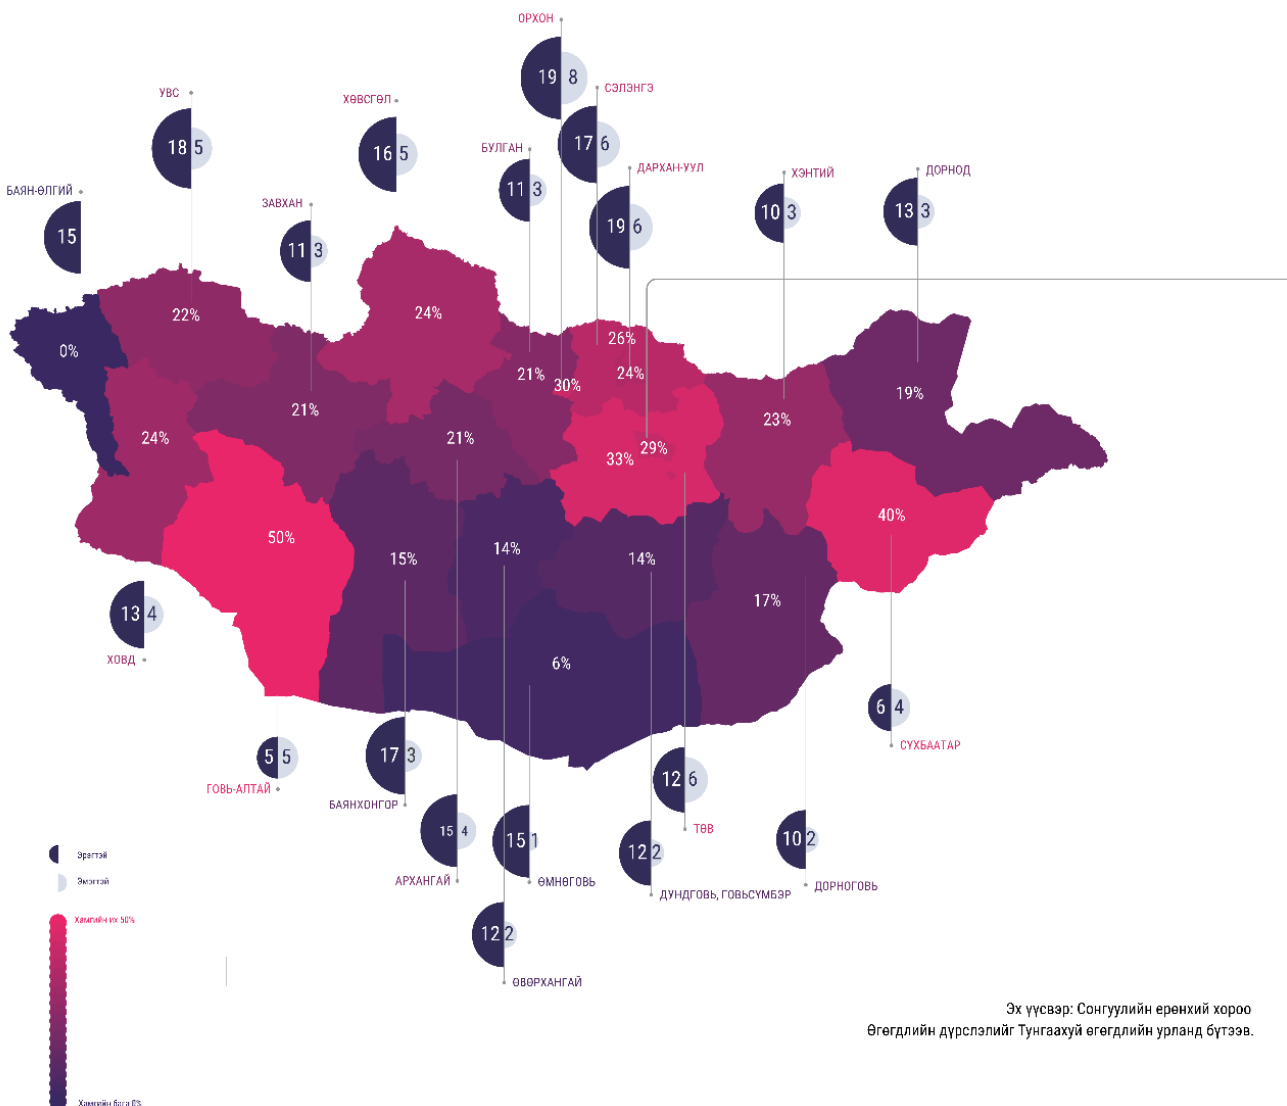 ОРХОН
19 8
СЭЛЭНГЭ
17 6
УВС
18 5
ХӨВСГӨЛ
16 5
БУЛГАН
11 3
ДАРХАН-УУЛ
19 6
ХЭНТИЙ
10 3
ДОРНОД
13 3
БАЯН-ӨЛГИЙ
15
ЗАВХАН
11 3
22%
24%
26%
0%
21%
30%
24%
19%
21%
23%
24%
21%
33%
29%
50%
40%
15%
14%
14%
17%
6%
13 4
ХОВД
6 4
СҮХБААТАР
5 5
ГОВЬ-АЛТАЙ
17 3
БАЯНХОНГОР
12 6
ТӨВ
15 4
АРХАНГАЙ
15 1
ӨМНӨГОВЬ
12 2
ДУНДГОВЬ, ГОВЬСҮМБЭР
10 2
ДОРНОГОВЬ
12 2
ӨВӨРХАНГАЙ
Эрэгтэй
Эмэгтэй
Хамгийн их 50%
Хамгийн бага 0%
Эх үүсвэр: Сонгуулийн ерөнхий хороо
Өгөгдлийн дүрслэлийг Тунгаахуй өгөгдлийн урланд бүтээв.